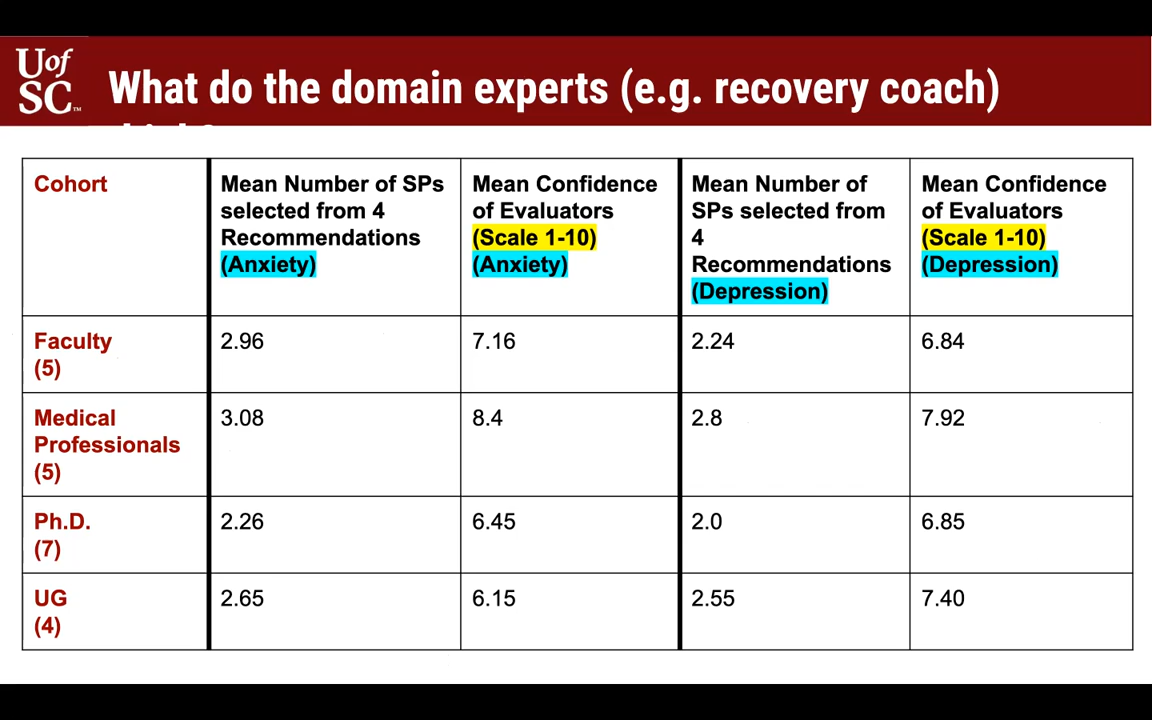 Uof
SC™
What do the domain experts (e.g. recovery coach)
Cohort
Mean Number of SPs
selected from 4
Recommendations
(Anxiety)
Mean Confidence
of Evaluators
(Scale 1-10)
(Anxiety)
Mean Number of
SPs selected from
4
Recommendations
(Depression)
Mean Confidence
of Evaluators
(Scale 1-10)
(Depression)
Faculty
(5)
2.96
7.16
2.24
6.84
Medical
Professionals
(5)
3.08
8.4
2.8
7.92
Ph.D.
(7)
2.26
6.45
2.0
6.85
UG
(4)
2.65
6.15
2.55
7.40